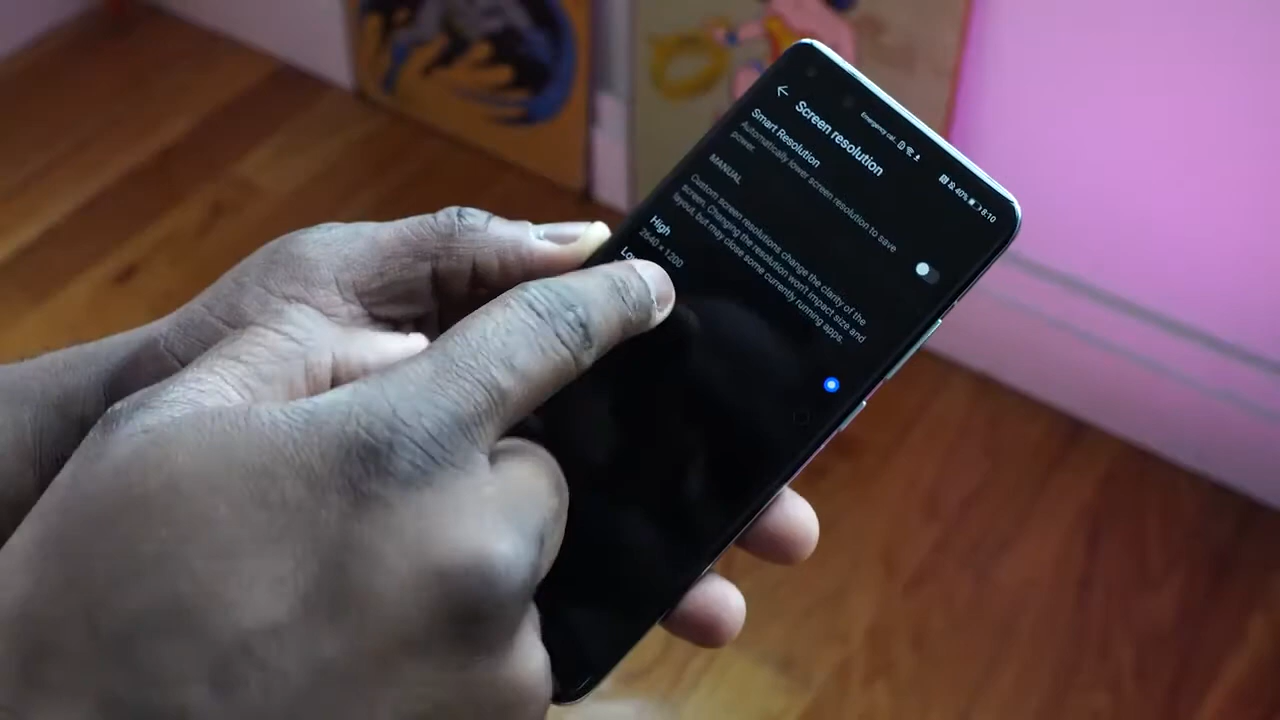 Emergency cal..
40%
8:10
Screen resolution
Smart Resolution
Automatically lower screen resolution to save
power.
MANUAL
Custom screen resolutions change the clarity of the
screen. Changing the resolution won't impact size and
layout, but may close some currently running apps.
High
2640 × 1200